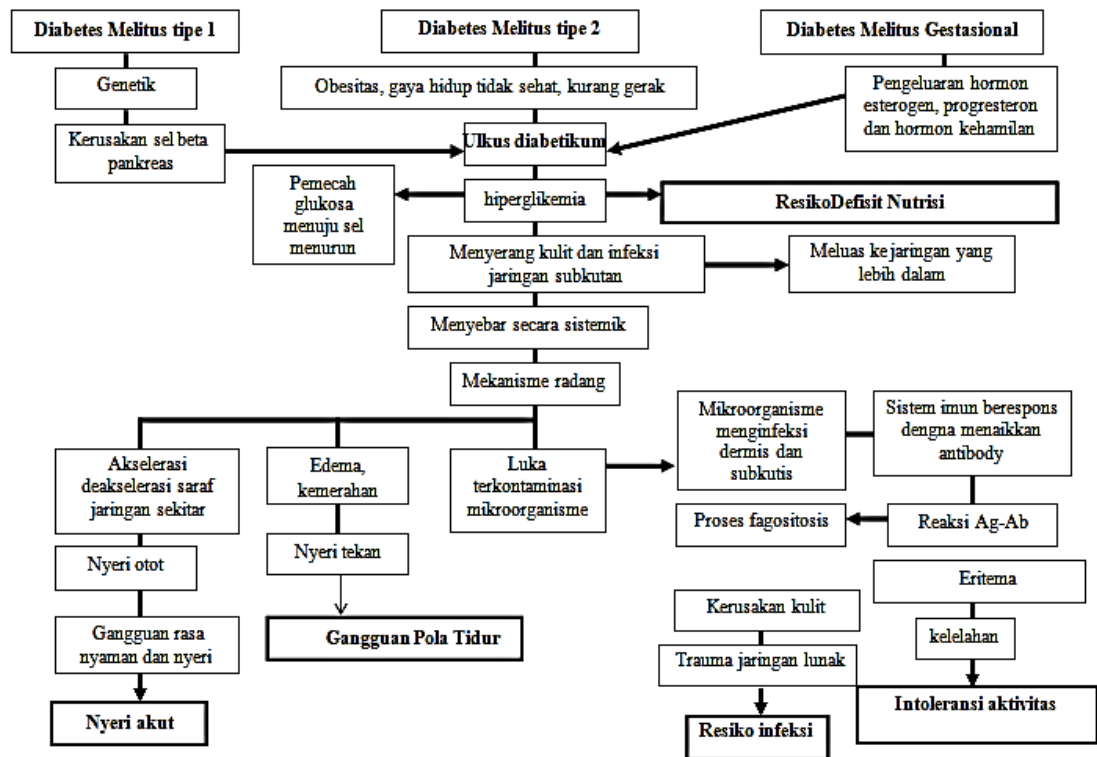 Diabetes Melitus tipe 1
Diabetes Melitus tipe 2
Diabetes Melitus Gestasional
Genetik
Obesitas, gaya hidup tidak sehat, kurang gerak
Pengeluaran hormon
esterogen, progresteron
dan hormon kehamilan
Kerusakan sel beta
pankreas
Ulkus diabetikum
Pemecah
glukosa
menuju sel
menurun
hiperglikemia
ResikoDefisit Nutrisi
Menyerang kulit dan infeksi
jaringan subkutan
Meluas kejaringan yang
lebih dalam
Menyebar secara sistemik
Mekanisme radang
Akselerasi
deakselerasi saraf
jaringan sekitar
Edema,
kemerahan
Luka
terkontaminasi
mikroorganisme
Mikroorganisme
menginfeksi
dermis dan
subkutis
Sistem imun berespons
dengna menaikkan
antibody
Proses fagositosis
Reaksi Ag-Ab
Nyeri otot
Nyeri tekan
Eritema
Kerusakan kulit
Gangguan rasa
nyaman dan nyeri
Gangguan Pola Tidur
kelelahan
Trauma jaringan lunak
Nyeri akut
Resiko infeksi
Intoleransi aktivitas